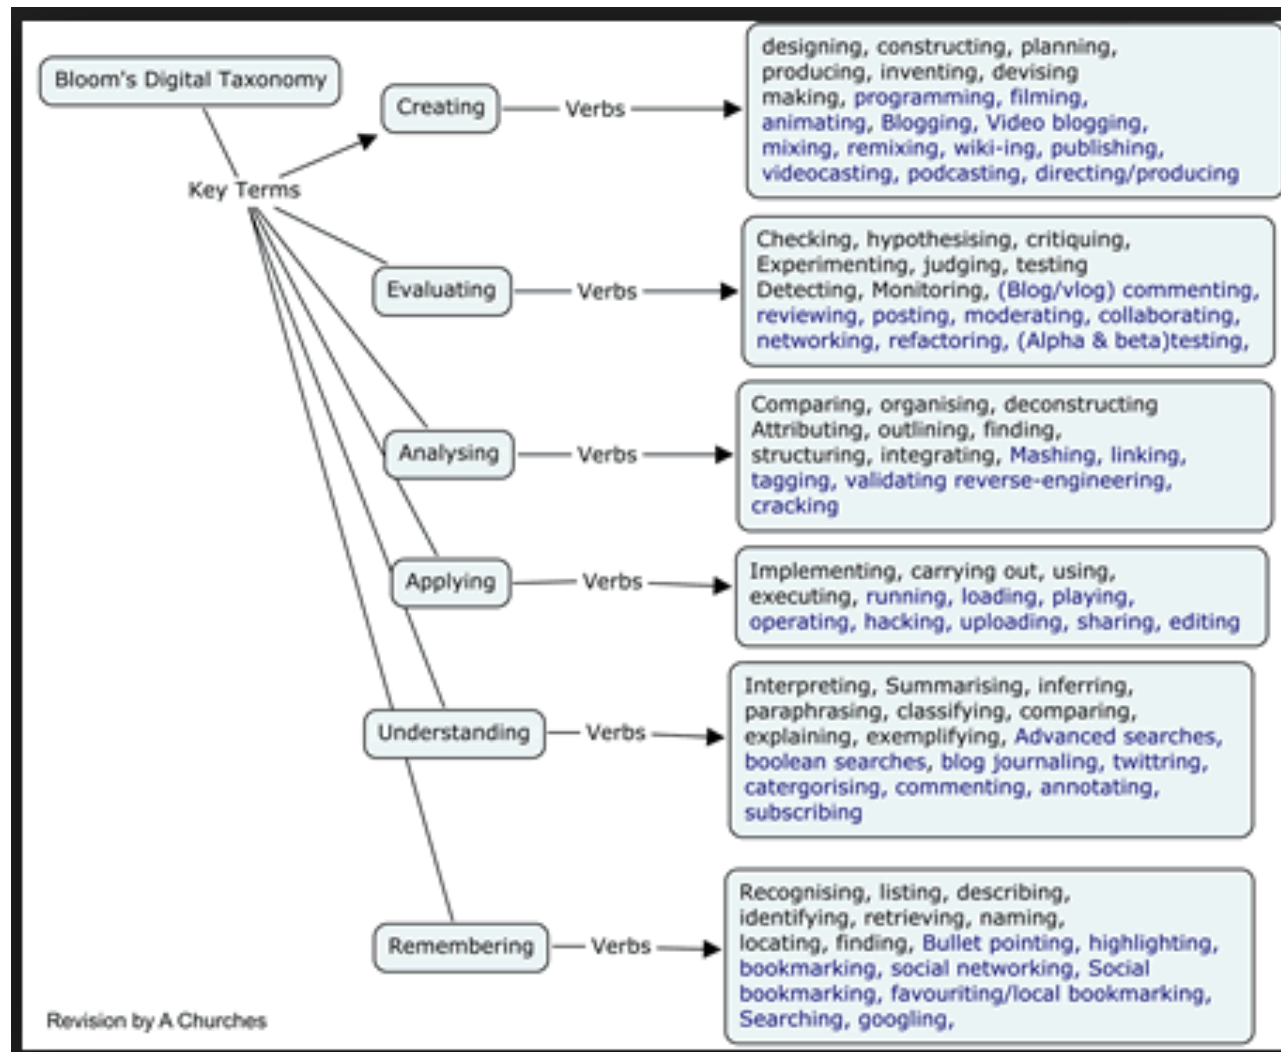 Bloom's Digital Taxonomy
Key Terms
Creating
Verbs
designing, constructing, planning,
producing, inventing, devising
making, programming, filming,
animating, Blogging, Video blogging,
mixing, remixing, wiki-ing, publishing,
videocasting, podcasting, directing/producing
Evaluating
Verbs
Checking, hypothesising, critiquing,
Experimenting, judging, testing
Detecting, Monitoring, (Blog/vlog) commenting,
reviewing, posting, moderating, collaborating,
networking, refactoring, (Alpha & beta)testing,
Analysing
Verbs
Comparing, organising, deconstructing
Attributing, outlining, finding,
structuring, integrating, Mashing, linking,
tagging, validating reverse-engineering,
cracking
Applying
Verbs
Implementing, carrying out, using,
executing, running, loading, playing,
operating, hacking, uploading, sharing, editing
Understanding
Verbs
Interpreting, Summarising, inferring,
paraphrasing, classifying, comparing,
explaining, exemplifying, Advanced searches,
boolean searches, blog journaling, twittring,
catergorising, commenting, annotating,
subscribing
Remembering
Verbs
Recognising, listing, describing,
identifying, retrieving, naming,
locating, finding, Bullet pointing, highlighting,
bookmarking, social networking, Social
bookmarking, favouriting/local bookmarking,
Searching, googling,
Revision by A Churches